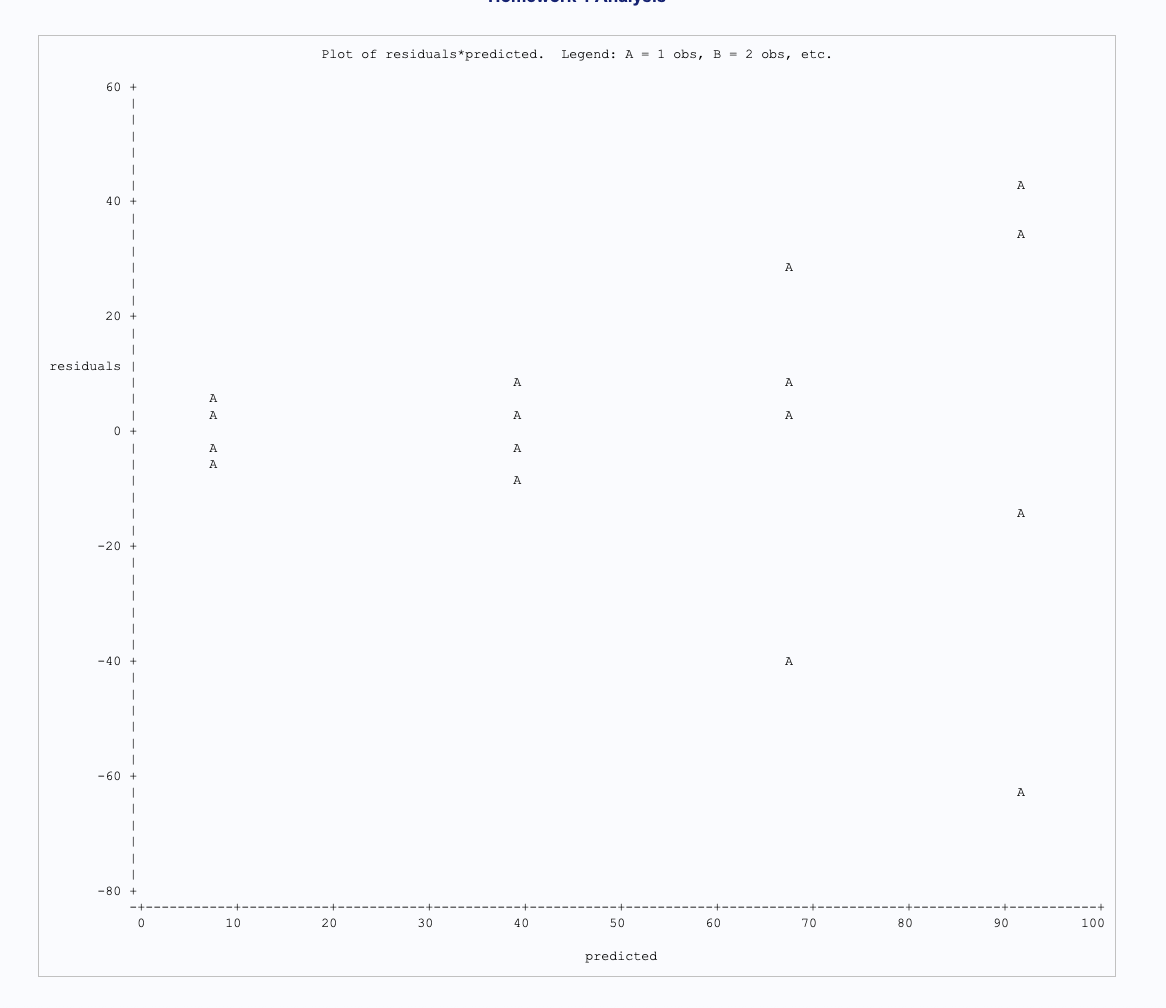 Plot of residuals*predicted.  Legend: A = 1 obs, B = 2 obs, etc.
60 +
A
40 +
A
A
20 +
residuals
A A
A
A A A
0 +
A A
A
A
A
-20 +
-40 + A
-60 +
A
-80 +
0 10 20 30 40 50 60 70 80 90 100
predicted